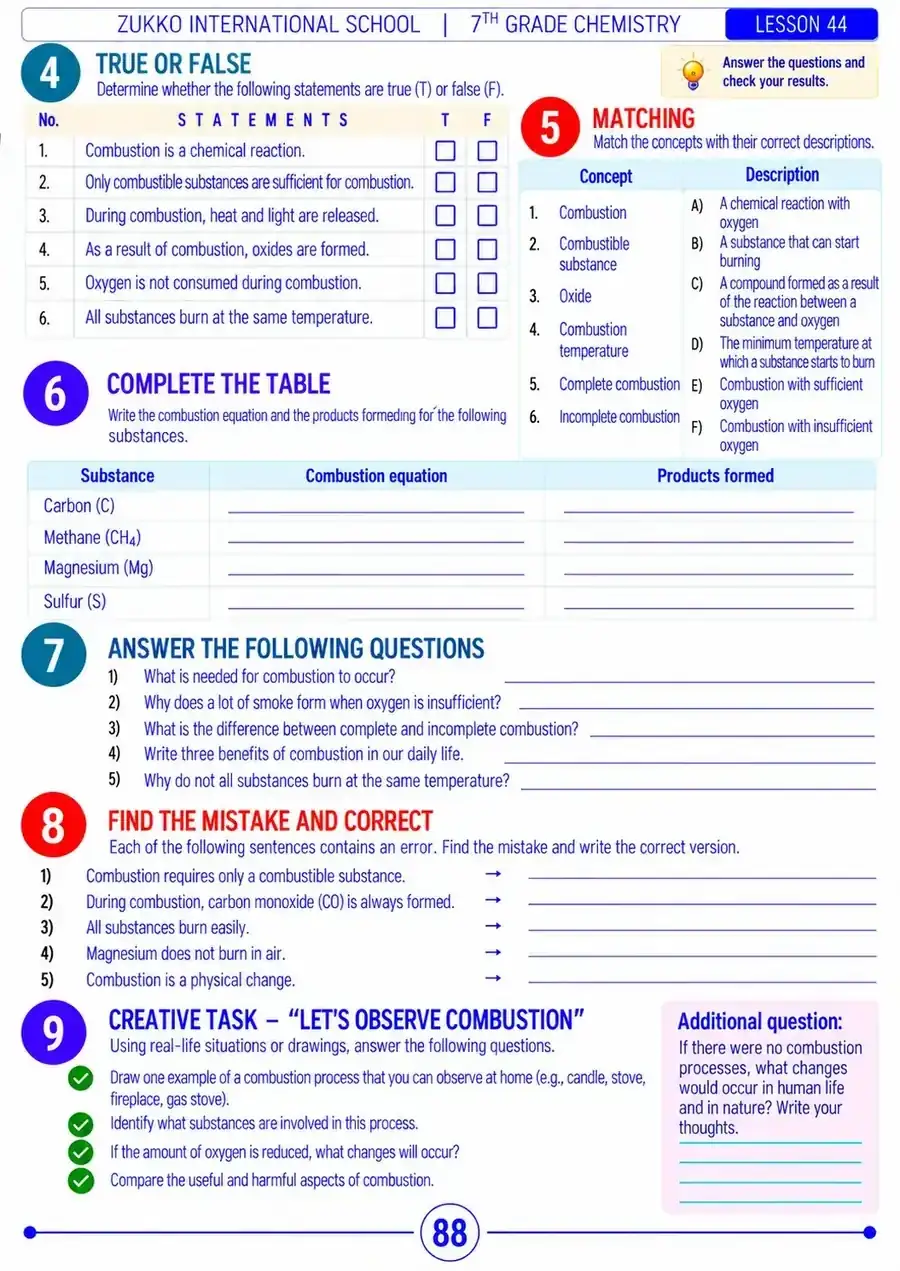 ZUKKO INTERNATIONAL SCHOOL | 7TH GRADE CHEMISTRY
LESSON 44
4
TRUE OR FALSE
Determine whether the following statements are true (T) or false (F).
Answer the questions and
check your results.
No. STATEMENTS T F
1. Combustion is a chemical reaction.
2. Only combustible substances are sufficient for combustion.
3. During combustion, heat and light are released.
4. As a result of combustion, oxides are formed.
5. Oxygen is not consumed during combustion.
6. All substances burn at the same temperature.
5
MATCHING
Match the concepts with their correct descriptions.
Concept
1. Combustion
2. Combustible
substance
3. Oxide
4. Combustion
temperature
5. Complete combustion
6. Incomplete combustion
Description
A) A chemical reaction with
oxygen
B) A substance that can start
burning
C) A compound formed as a result
of the reaction between a
substance and oxygen
D) The minimum temperature at
which a substance starts to burn
E) Combustion with sufficient
oxygen
F) Combustion with insufficient
oxygen
6
COMPLETE THE TABLE
Write the combustion equation and the products formedıng for the following
substances.
Substance Combustion equation Products formed
Carbon (C)
Methane (CH₄)
Magnesium (Mg)
Sulfur (S)
7
ANSWER THE FOLLOWING QUESTIONS
1) What is needed for combustion to occur?
2) Why does a lot of smoke form when oxygen is insufficient?
3) What is the difference between complete and incomplete combustion?
4) Write three benefits of combustion in our daily life.
5) Why do not all substances burn at the same temperature?
8
FIND THE MISTAKE AND CORRECT
Each of the following sentences contains an error. Find the mistake and write the correct version.
1) Combustion requires only a combustible substance. →
2) During combustion, carbon monoxide (CO) is always formed. →
3) All substances burn easily. →
4) Magnesium does not burn in air. →
5) Combustion is a physical change. →
9
CREATIVE TASK – “LET'S OBSERVE COMBUSTION”
Using real-life situations or drawings, answer the following questions.
Draw one example of a combustion process that you can observe at home (e.g., candle, stove,
fireplace, gas stove).
Identify what substances are involved in this process.
If the amount of oxygen is reduced, what changes will occur?
Compare the useful and harmful aspects of combustion.
Additional question:
If there were no combustion
processes, what changes
would occur in human life
and in nature? Write your
thoughts.
88